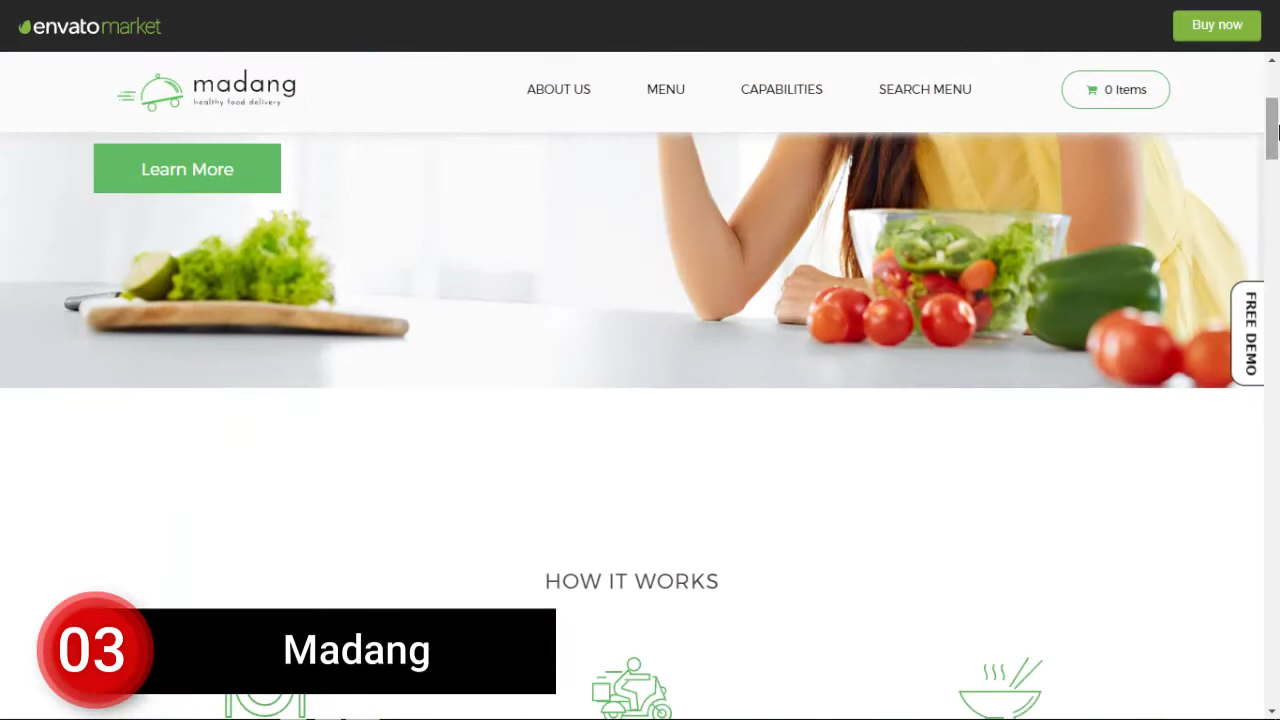 envatomarket
Buy now
madang
healthy food delivery
ABOUT US
MENU
CAPABILITIES
SEARCH MENU
0 Items
Learn More
FREE DEMO
HOW IT WORKS
03
Madang